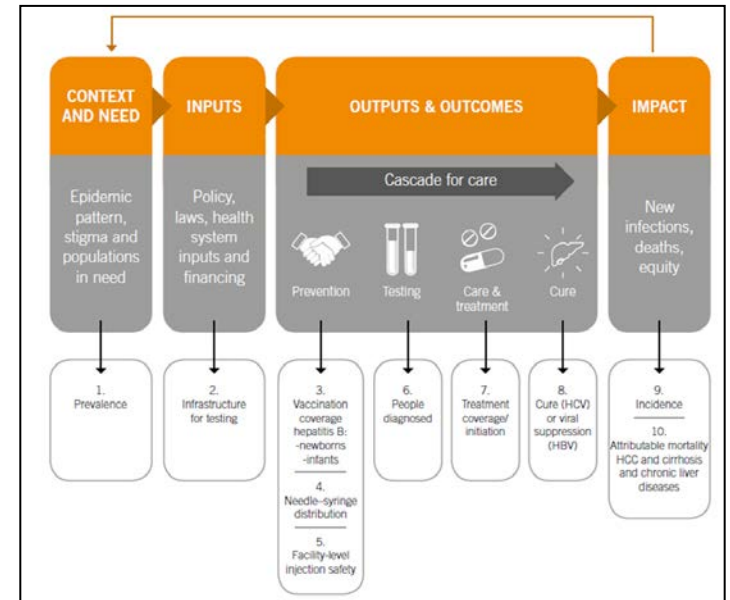 CONTEXT
AND NEED
INPUTS
OUTPUTS & OUTCOMES
IMPACT
Epidemic
pattern,
stigma and
populations
in need
Policy,
laws, health
system
inputs and
financing
Cascade for care
Prevention
Testing
Care &
treatment
Cure
New
infections,
deaths,
equity
1.
Prevalence
2.
Infrastructure
for testing
3.
Vaccination
coverage
hepatitis B:
-newborns
-infants
4.
Needle–syringe
distribution
5.
Facility-level
injection safety
6.
People
diagnosed
7.
Treatment
coverage/
initiation
8.
Cure (HCV)
or viral
suppression
(HBV)
9.
Incidence
10.
Attributable mortality
HCC and cirrhosis
and chronic liver
diseases